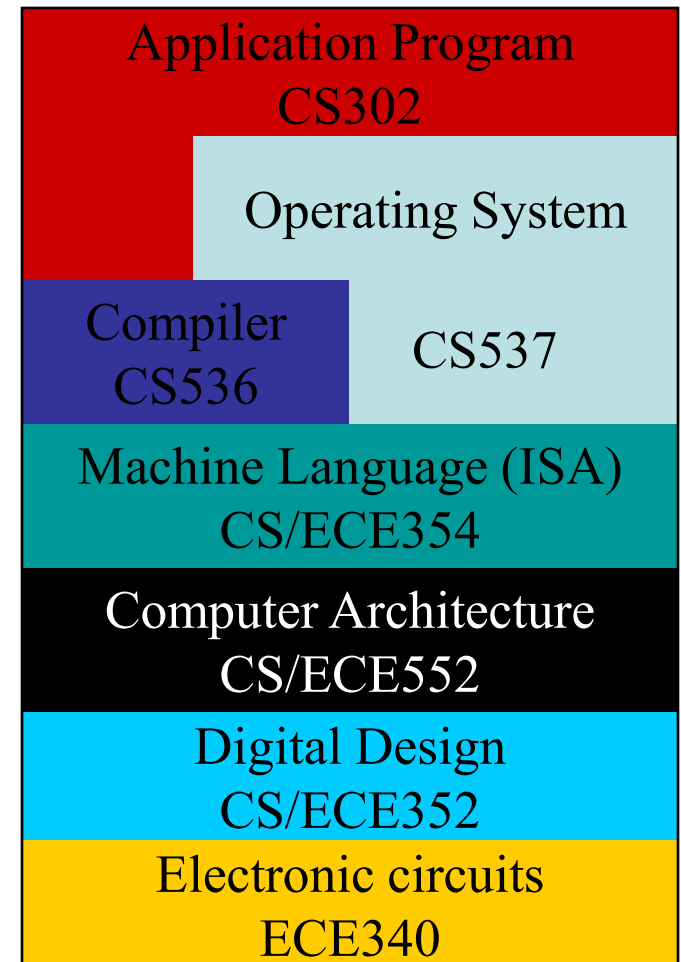 Application Program
CS302
Operating System
Compiler
CS536
CS537
Machine Language (ISA)
CS/ECE354
Computer Architecture
CS/ECE552
Digital Design
CS/ECE352
Electronic circuits
ECE340